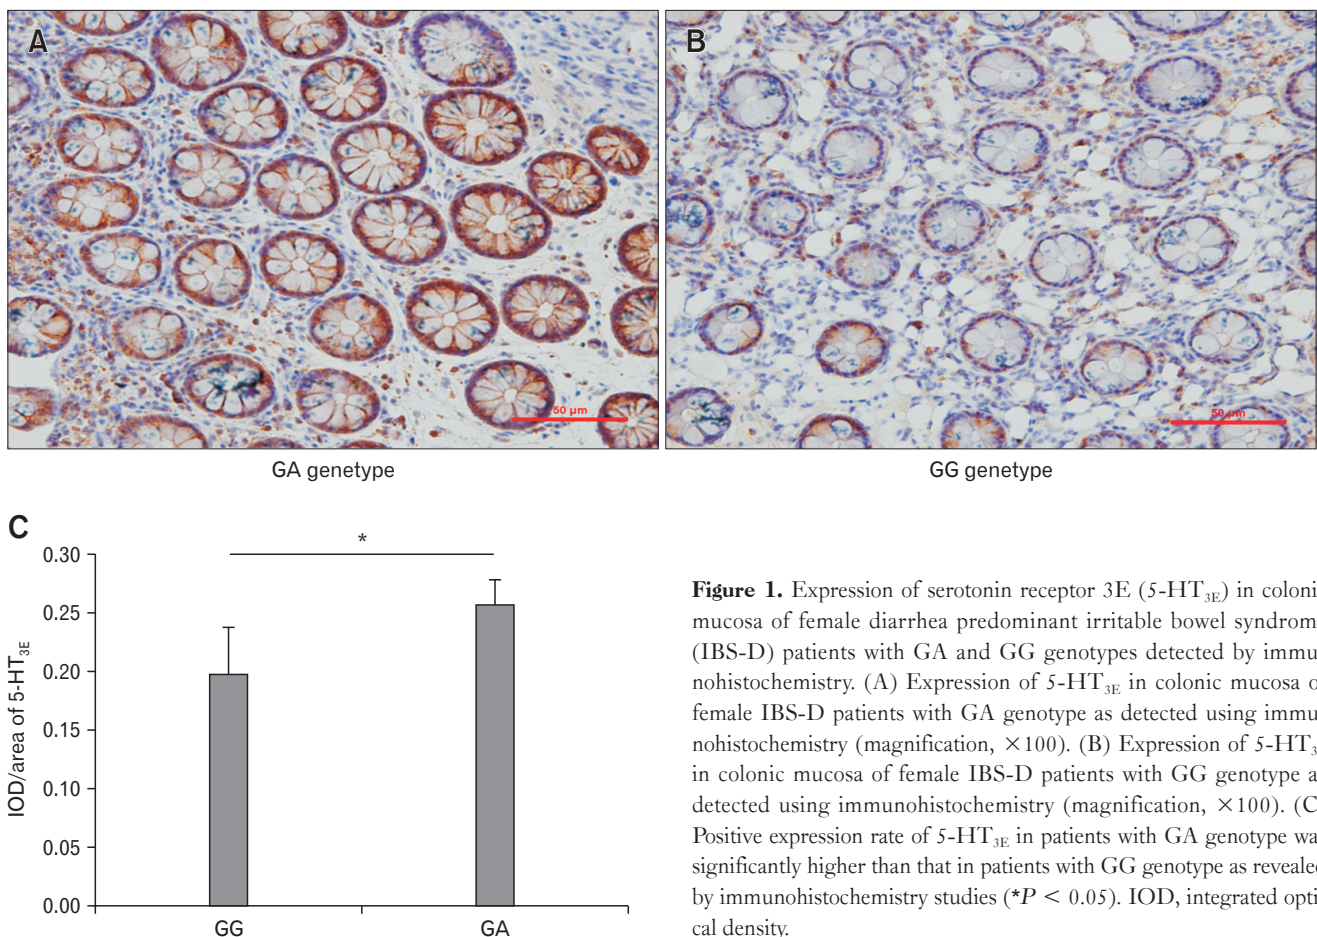 A
B
50 μm
50 μm
GA genetype
GG genetype
C
*
0.30
0.25
0.20
0.15
0.10
0.05
0.00
IOD/area of 5-HT3E
GG
GA
Figure 1. Expression of serotonin receptor 3E (5-HT3E) in coloni
mucosa of female diarrhea predominant irritable bowel syndrom
(IBS-D) patients with GA and GG genotypes detected by immu
nohistochemistry. (A) Expression of 5-HT3E in colonic mucosa o
female IBS-D patients with GA genotype as detected using immu
nohistochemistry (magnification, ×100). (B) Expression of 5-HT3
in colonic mucosa of female IBS-D patients with GG genotype a
detected using immunohistochemistry (magnification, ×100). (C
Positive expression rate of 5-HT3E in patients with GA genotype wa
significantly higher than that in patients with GG genotype as revealed
by immunohistochemistry studies (*P < 0.05). IOD, integrated opti
cal density.